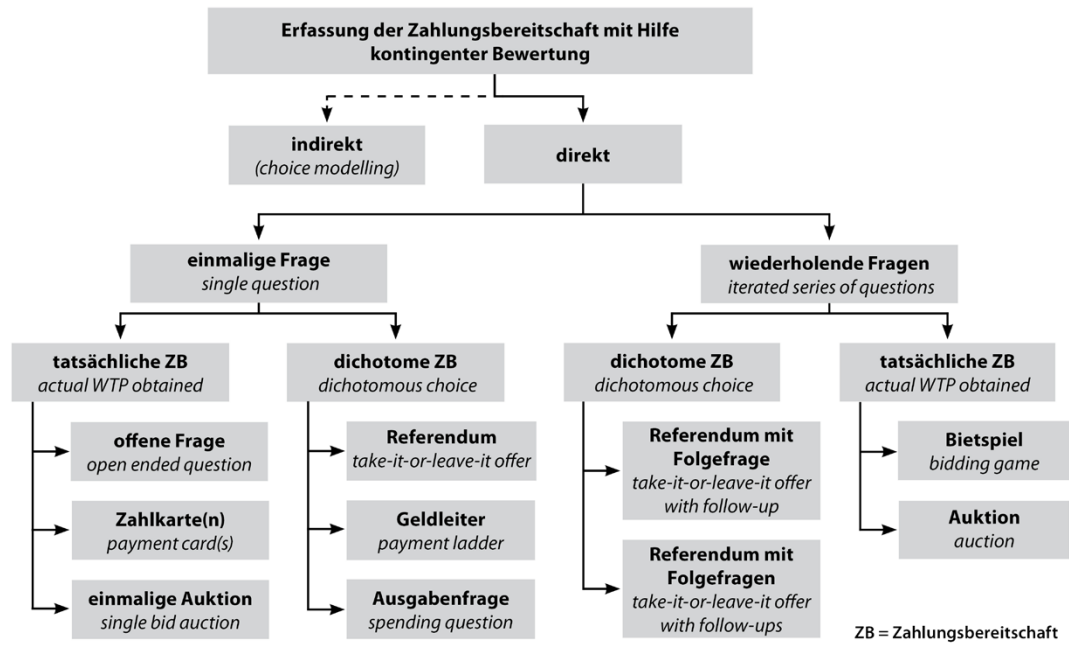 Erfassung der Zahlungsbereitschaft mit Hilfe
kontingenter Bewertung
indirekt
(choice modelling)
direkt
einmalige Frage
single question
wiederholende Fragen
iterated series of questions
tatsächliche ZB
actual WTP obtained
dichotome ZB
dichotomous choice
dichotome ZB
dichotomous choice
tatsächliche ZB
actual WTP obtained
offene Frage
open ended question
Zahlkarte(n)
payment card(s)
einmalige Auktion
single bid auction
Referendum
take-it-or-leave-it offer
Geldleiter
payment ladder
Ausgabenfrage
spending question
Referendum mit
Folgefrage
take-it-or-leave-it offer
with follow-up
Referendum mit
Folgefragen
take-it-or-leave-it offer
with follow-ups
Bietspiel
bidding game
Auktion
auction
ZB = Zahlungsbereitschaft